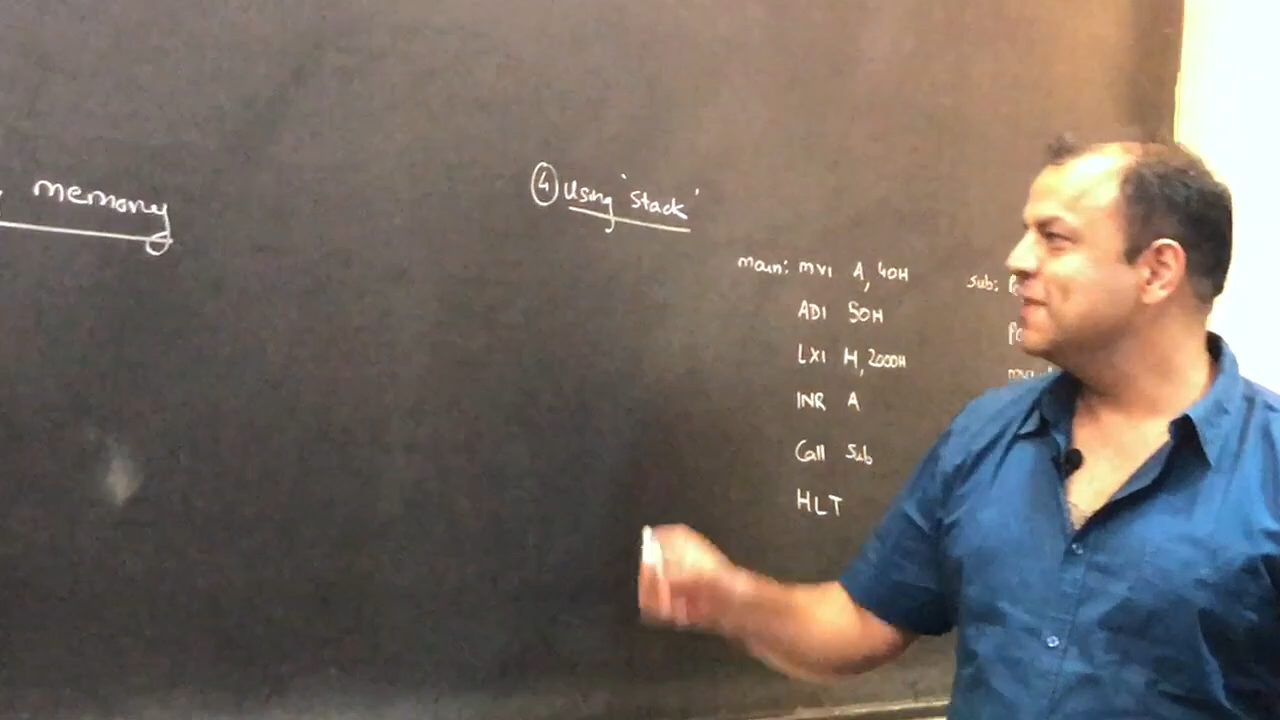 memory
④ Using 'stack'
main: MVI A, 40H
ADI 50H
LXI H, 2000H
INR A
Call Sub
HLT
sub: